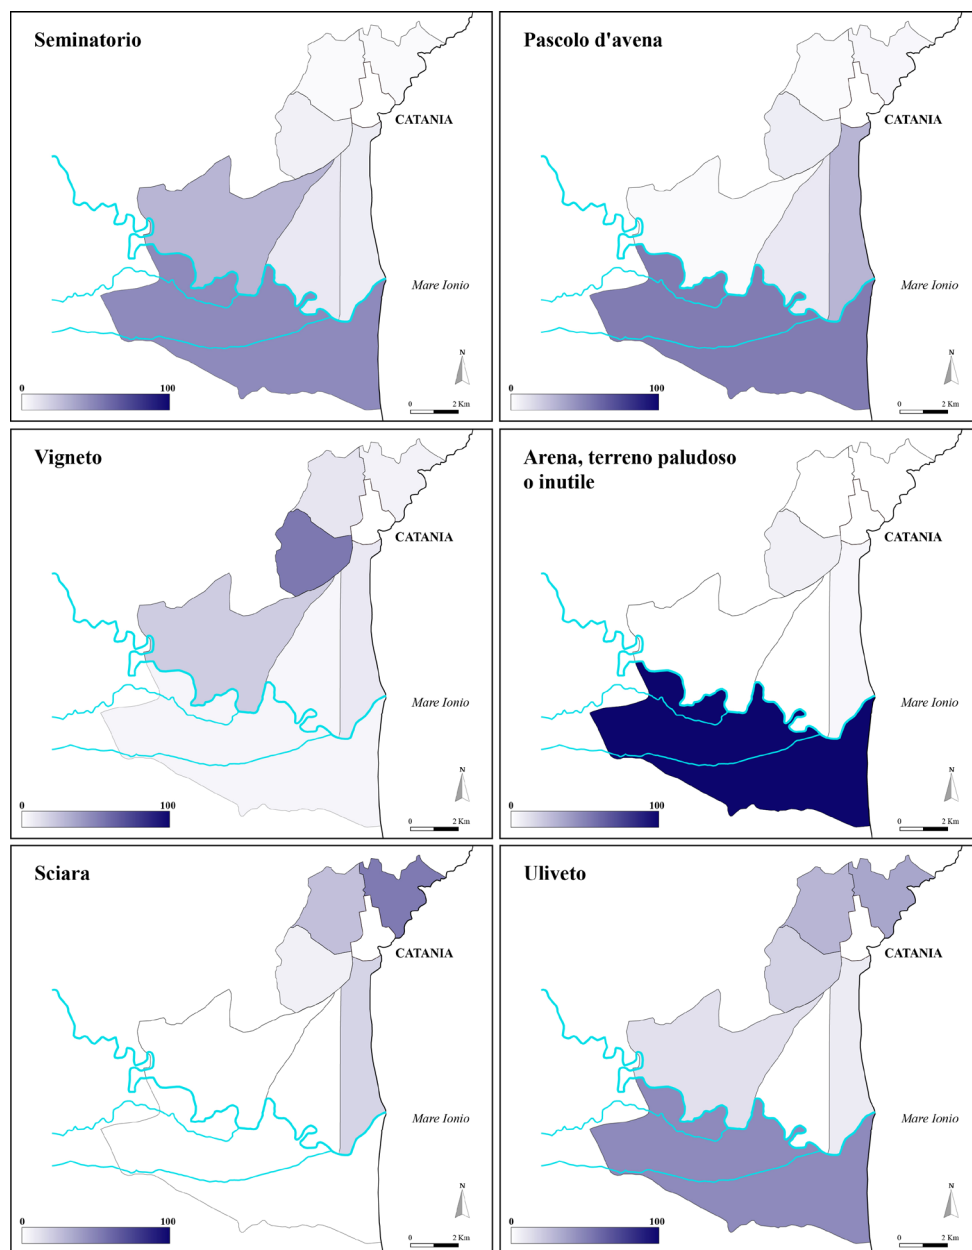 Seminatorio
CATANIA
Mare Ionio
N
0 100
0 2 Km
Pascolo d'avena
CATANIA
Mare Ionio
N
0 100
0 2 Km
Vigneto
CATANIA
Mare Ionio
N
0 100
0 2 Km
Arena, terreno paludoso
o inutile
CATANIA
Mare Ionio
N
0 100
0 2 Km
Sciara
CATANIA
Mare Ionio
N
0 100
0 2 Km
Uliveto
CATANIA
Mare Ionio
N
0 100
0 2 Km